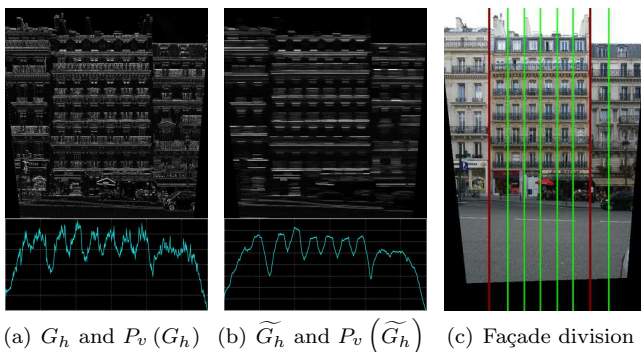 (a) G_h and P_v (G_h) (b) \widetilde{G_h} and P_v (\widetilde{G_h}) (c) Façade division